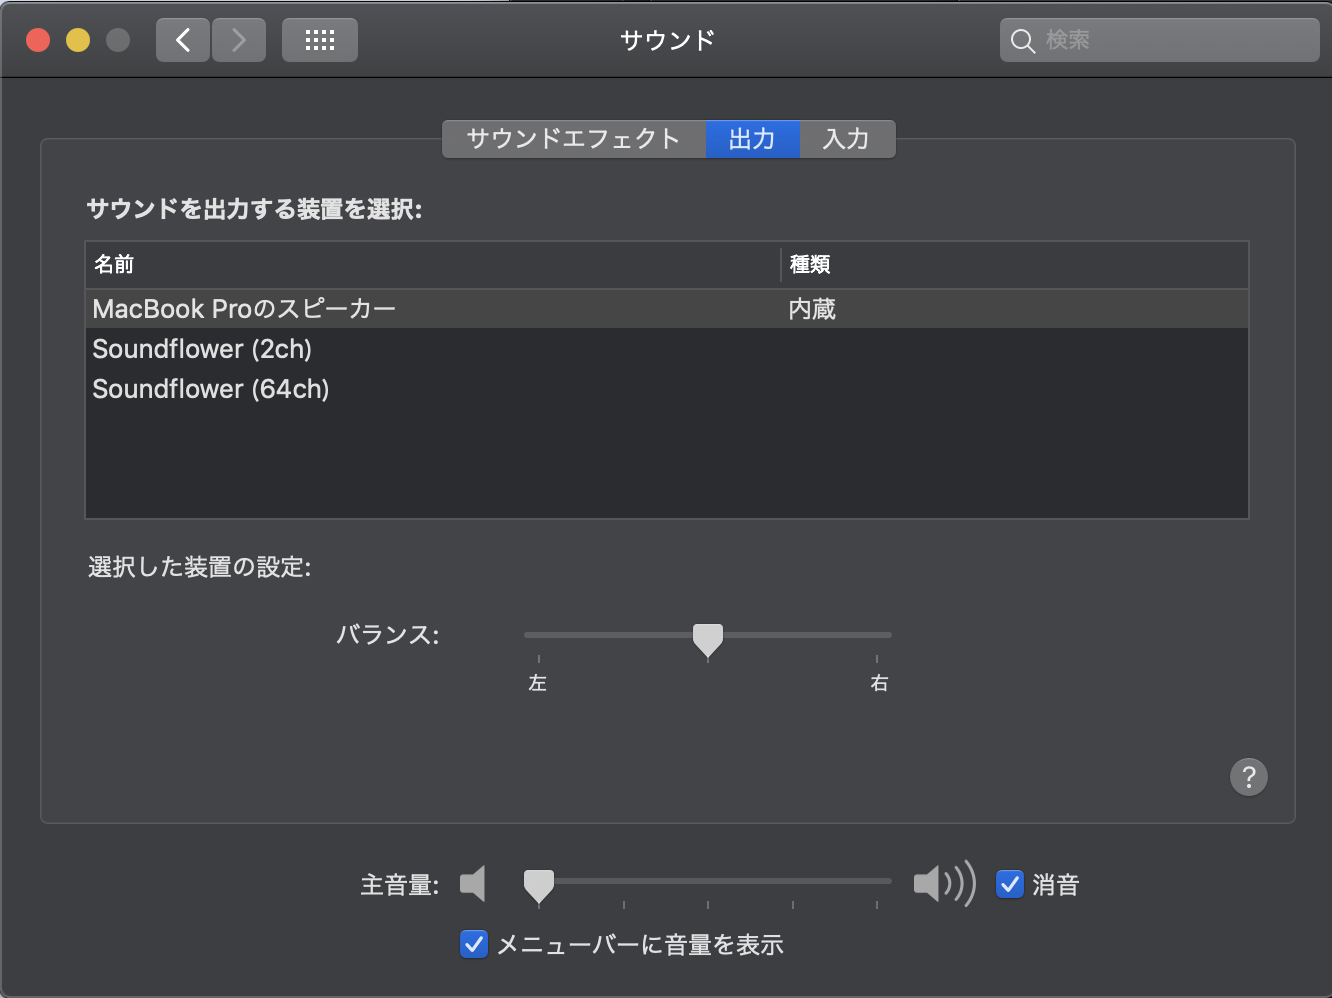 サウンド
検索
サウンドエフェクト 出力 入力
サウンドを出力する装置を選択:
名前 種類
MacBook Proのスピーカー 内蔵
Soundflower (2ch)
Soundflower (64ch)
選択した装置の設定:
バランス:
左 右
?
主音量: 消音
メニューバーに音量を表示